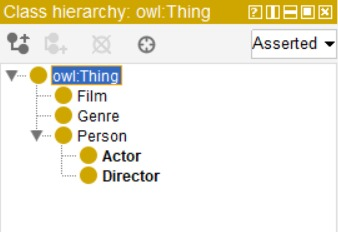 Class hierarchy: owl:Thing
Asserted
owl:Thing
Film
Genre
Person
Actor
Director